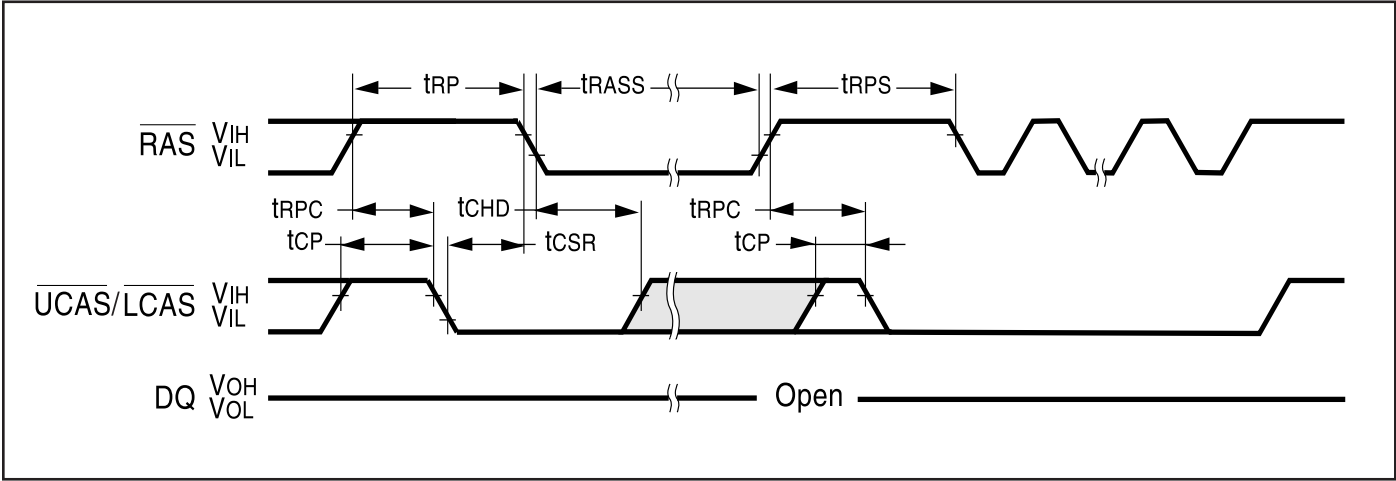 tRP tRASS tRPS
RAS VIH
VIL
tRPC tCHD tRPC
tCP tCSR tCP
UCAS/LCAS VIH
VIL
DQ VOH
VOL
Open